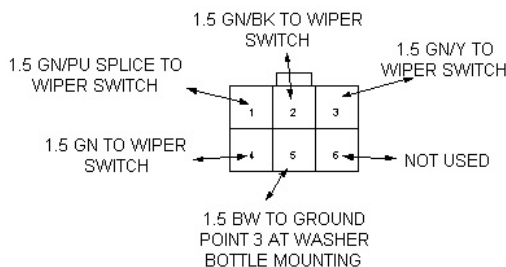 1.5 GN/BK TO WIPER
SWITCH
1.5 GN/PU SPLICE TO
WIPER SWITCH
1.5 GN/Y TO
WIPER SWITCH
1 2 3
1.5 GN TO WIPER
SWITCH
4 5 6
NOT USED
1.5 BW TO GROUND
POINT 3 AT WASHER
BOTTLE MOUNTING